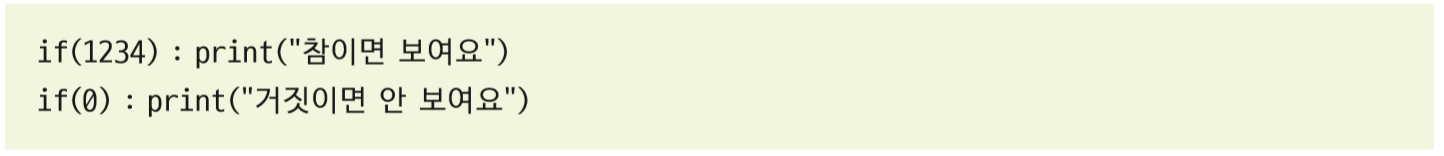 if(1234) : print("참이면 보여요")
if(0) : print("거짓이면 안 보여요")